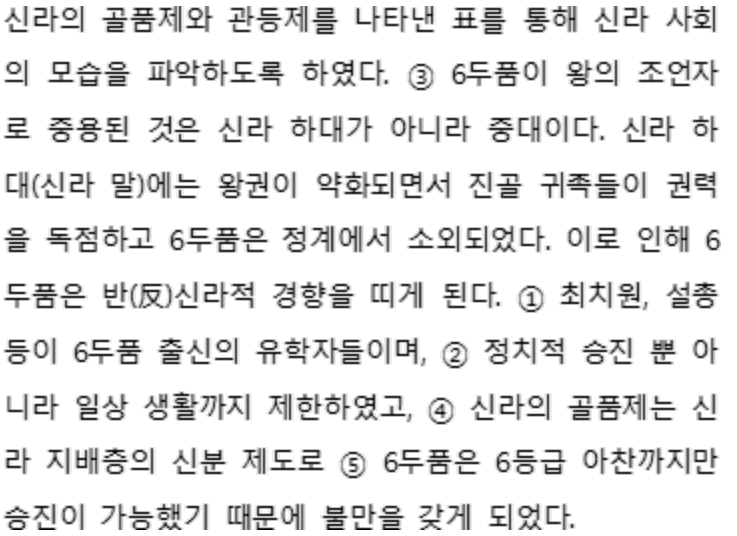 신라의 골품제와 관등제를 나타낸 표를 통해 신라 사회
의 모습을 파악하도록 하였다. ③ 6두품이 왕의 조언자
로 중용된 것은 신라 하대가 아니라 중대이다. 신라 하
대(신라 말)에는 왕권이 약화되면서 진골 귀족들이 권력
을 독점하고 6두품은 정계에서 소외되었다. 이로 인해 6
두품은 반(反)신라적 경향을 띠게 된다. ① 최치원, 설총
등이 6두품 출신의 유학자들이며, ② 정치적 승진 뿐 아
니라 일상 생활까지 제한하였고, ④ 신라의 골품제는 신
라 지배층의 신분 제도로 ⑤ 6두품은 6등급 아찬까지만
승진이 가능했기 때문에 불만을 갖게 되었다.